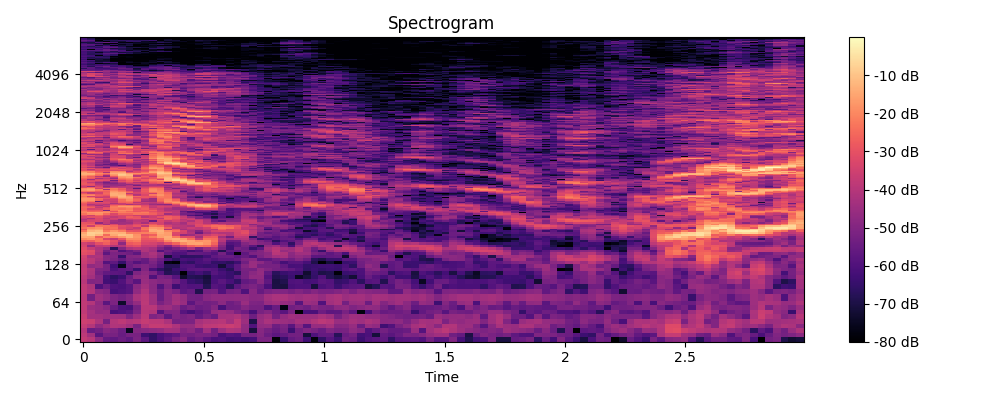 Spectrogram
4096
2048
1024
512
256
128
64
0
Hz
0
0.5
1
1.5
2
2.5
Time
-10 dB
-20 dB
-30 dB
-40 dB
-50 dB
-60 dB
-70 dB
-80 dB